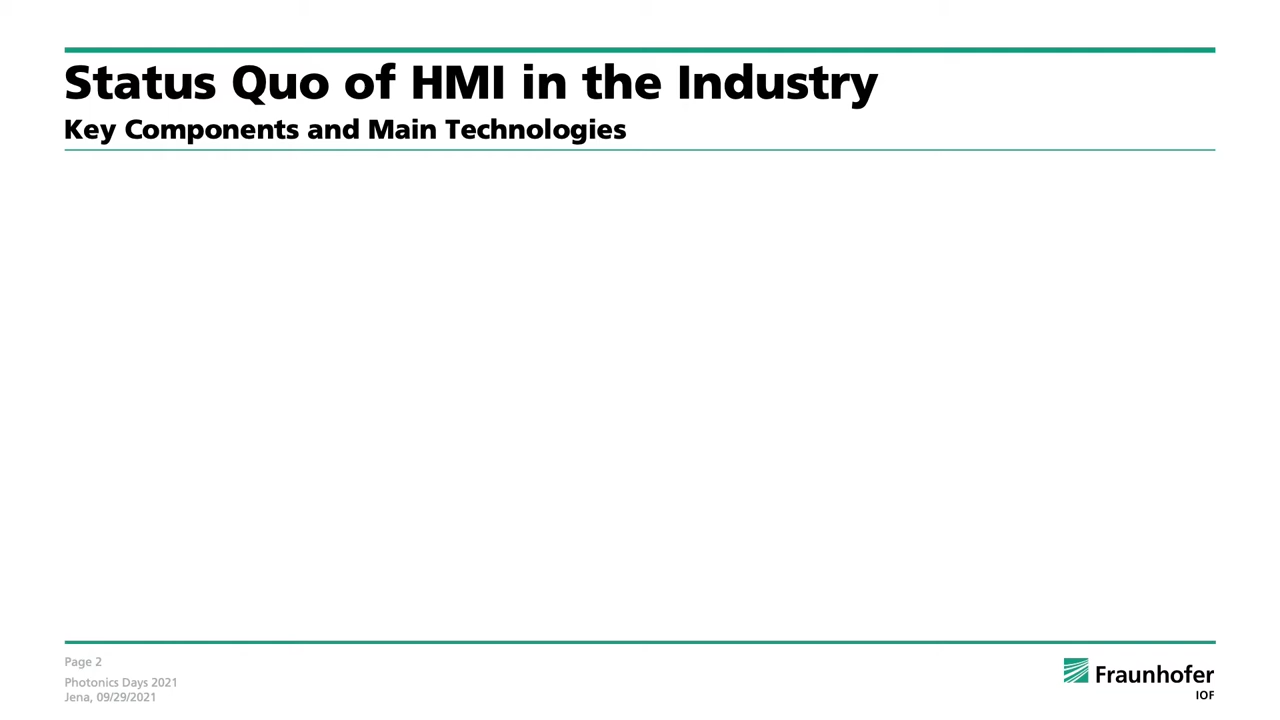 Status Quo of HMI in the Industry
Key Components and Main Technologies
Page 2
Photonics Days 2021
Jena, 09/29/2021
Fraunhofer
IOF